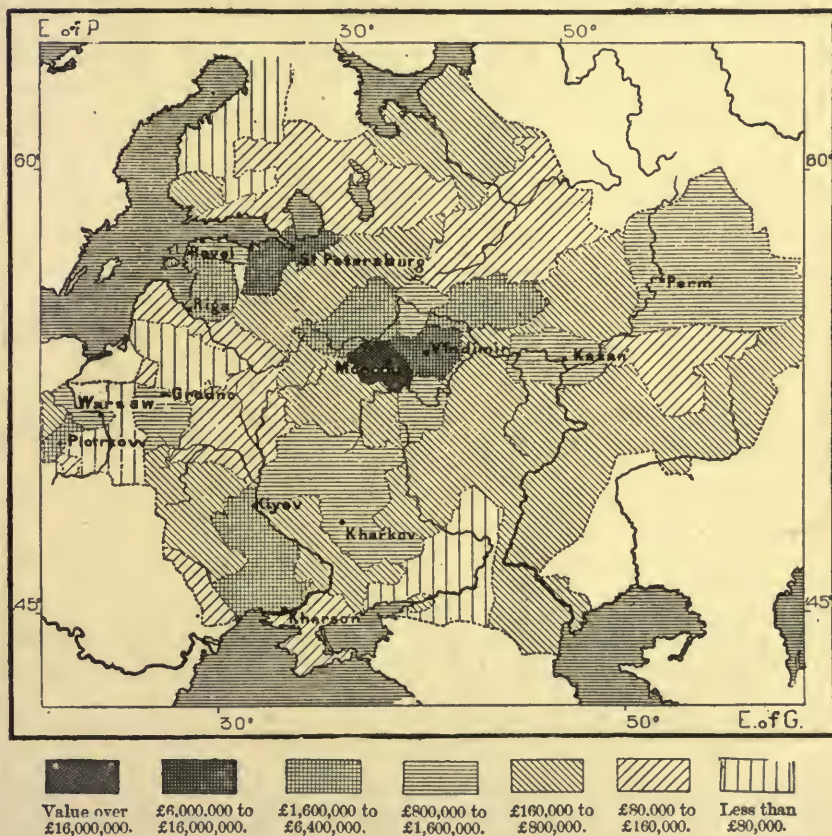 E. of P. 30° 50°
60° 60°
Revel
St Petersburg
Riga
Perm
Vladimir
Kazan
Moscow
Grodno
Warsaw
Piotrkow
Kiyev
Kharkov
45° 45°
Kherson
30° 50° E. of G.
Value over £6,000.000 to £1,600,000 to £800,000 to £160,000 to £80.000 to Less than
£16,000,000. £16,000,000. £6,400,000. £1,600,000. £800,000. £160,000. £80,000.